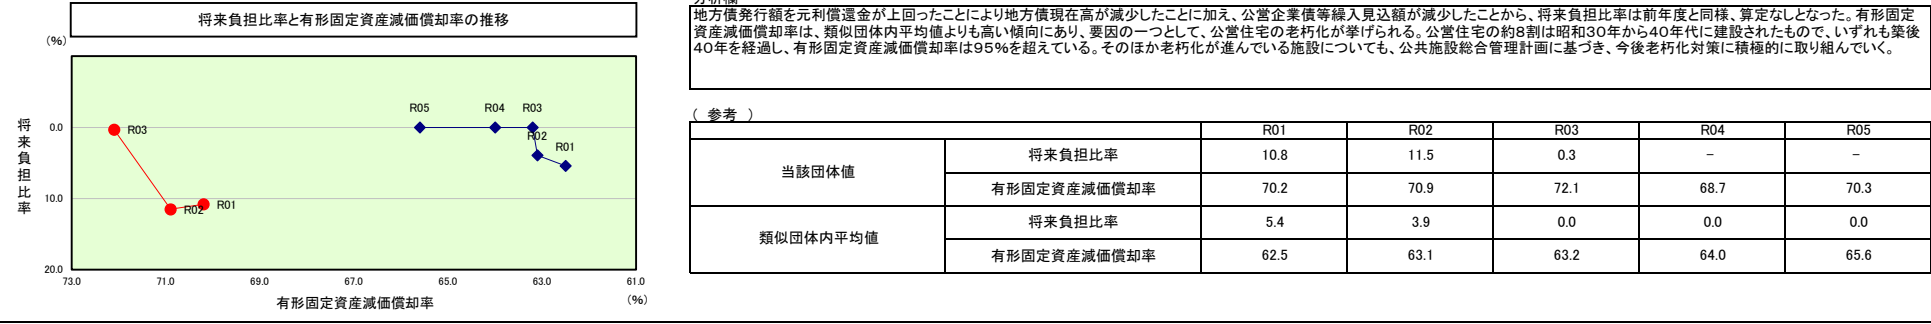 将来負担比率と有形固定資産減価償却率の推移
(%)
将来負担比率
0.0
10.0
20.0
R03
R02
R01
R05
R04
R03
R02
R01
73.0
71.0
69.0
67.0
65.0
63.0
61.0
有形固定資産減価償却率
(%)
分析欄
地方債発行額を元利償還金が上回ったことにより地方債現在高が減少したことに加え、公営企業債等繰入見込額が減少したことから、将来負担比率は前年度と同様、算定なしとなった。有形固定
資産減価償却率は、類似団体内平均値よりも高い傾向にあり、要因の一つとして、公営住宅の老朽化が挙げられる。公営住宅の約8割は昭和30年から40年代に建設されたもので、いずれも築後
40年を経過し、有形固定資産減価償却率は95%を超えている。そのほか老朽化が進んでいる施設についても、公共施設総合管理計画に基づき、今後老朽化対策に積極的に取り組んでいく。
( 参考 )
R01 R02 R03 R04 R05
当該団体値
将来負担比率 10.8 11.5 0.3 － －
有形固定資産減価償却率 70.2 70.9 72.1 68.7 70.3
類似団体内平均値
将来負担比率 5.4 3.9 0.0 0.0 0.0
有形固定資産減価償却率 62.5 63.1 63.2 64.0 65.6